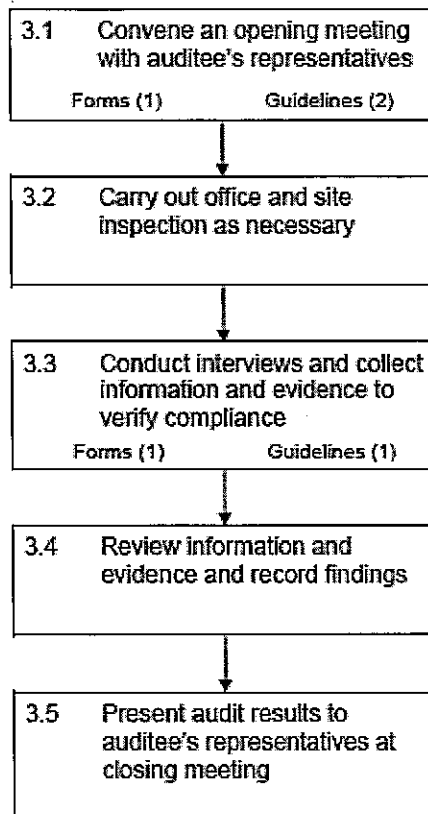 3.1 Convene an opening meeting
with auditee's representatives
Forms (1) Guidelines (2)
3.2 Carry out office and site
inspection as necessary
3.3 Conduct interviews and collect
information and evidence to
verify compliance
Forms (1) Guidelines (1)
3.4 Review information and
evidence and record findings
3.5 Present audit results to
auditee's representatives at
closing meeting